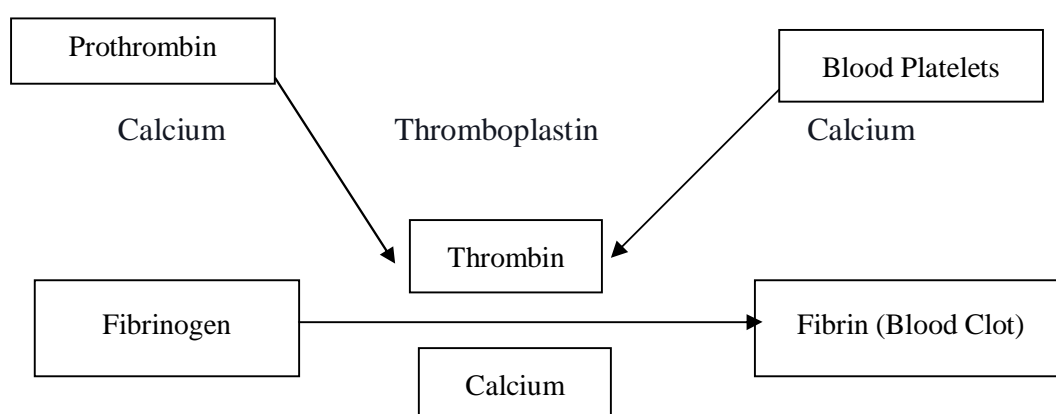 Prothrombin
Blood Platelets
Calcium
Thromboplastin
Calcium
Thrombin
Fibrinogen
Fibrin (Blood Clot)
Calcium